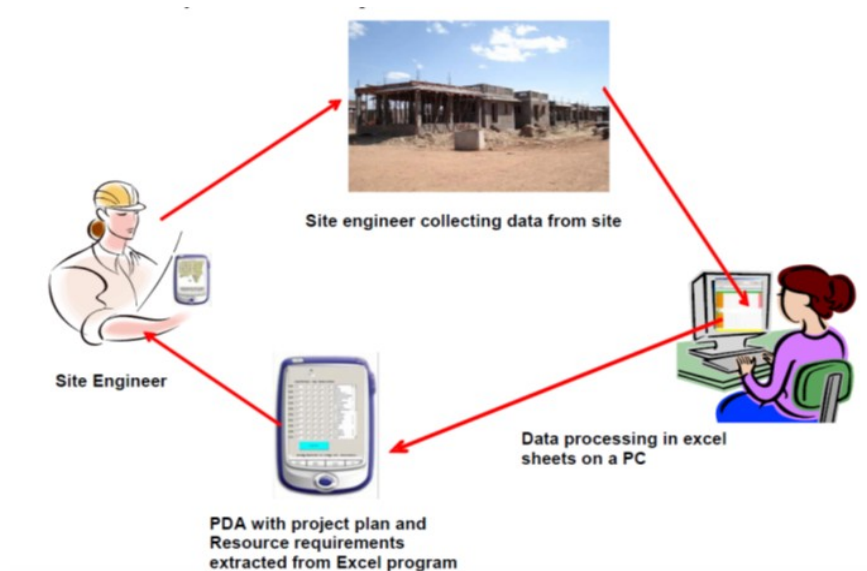 Site engineer collecting data from site
Site Engineer
Data processing in excel
sheets on a PC
PDA with project plan and
Resource requirements
extracted from Excel program